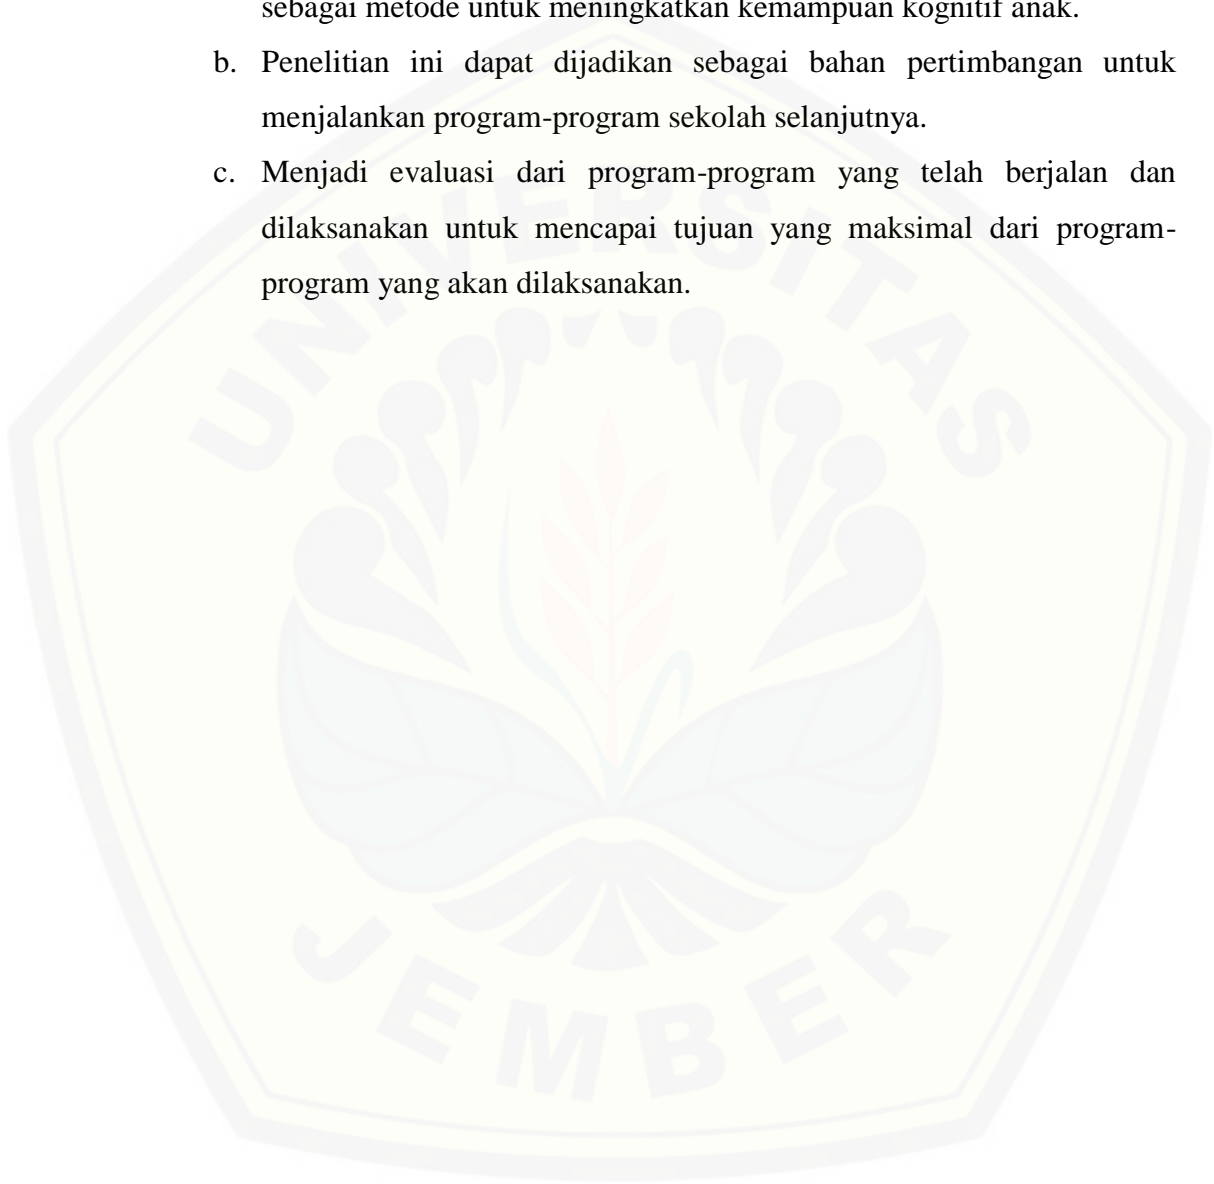 sebagai metode untuk meningkatkan kemampuan kognitif anak.
b. Penelitian ini dapat dijadikan sebagai bahan pertimbangan untuk
menjalankan program-program sekolah selanjutnya.
c. Menjadi evaluasi dari program-program yang telah berjalan dan
dilaksanakan untuk mencapai tujuan yang maksimal dari program-
program yang akan dilaksanakan.
UNIVERSITAS
JEMBER